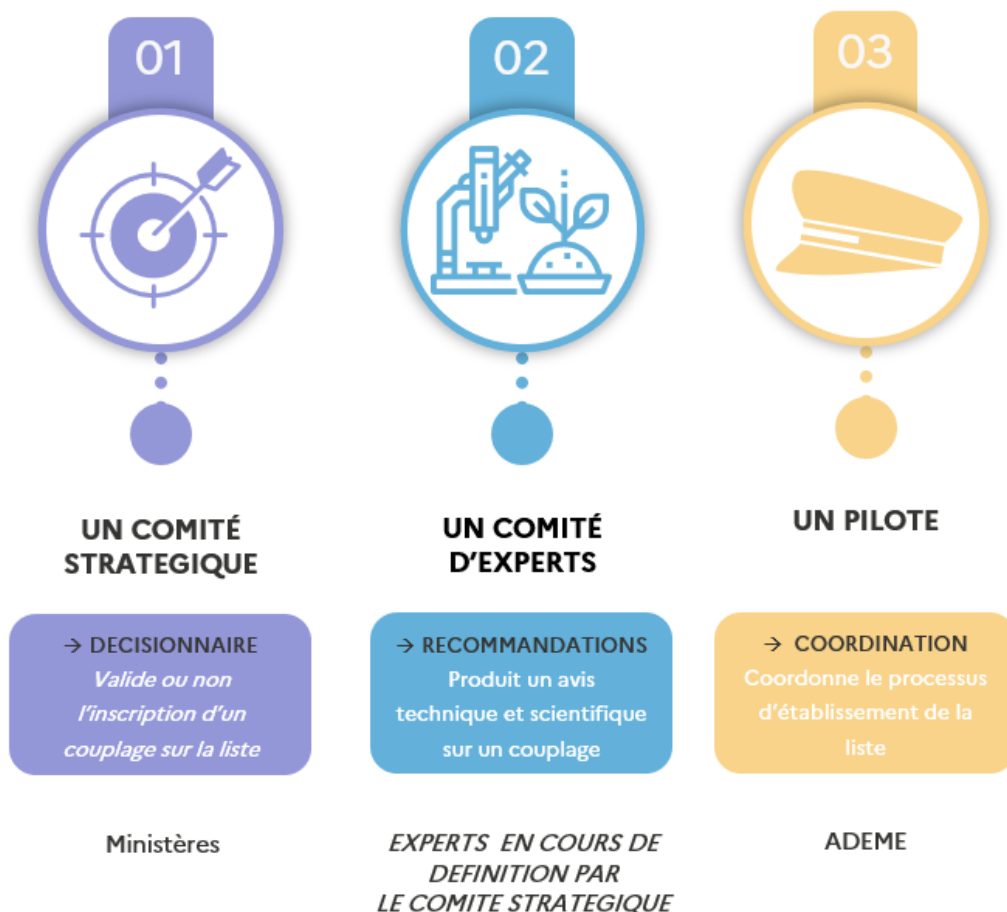 01
UN COMITÉ
STRATEGIQUE
→ DECISIONNAIRE
Valide ou non
l’inscription d’un
couplage sur la liste
Ministères
02
UN COMITÉ
D’EXPERTS
→ RECOMMANDATIONS
Produit un avis
technique et scientifique
sur un couplage
EXPERTS EN COURS DE
DEFINITION PAR
LE COMITE STRATEGIQUE
03
UN PILOTE
→ COORDINATION
Coordonne le processus
d’établissement de la
liste
ADEME